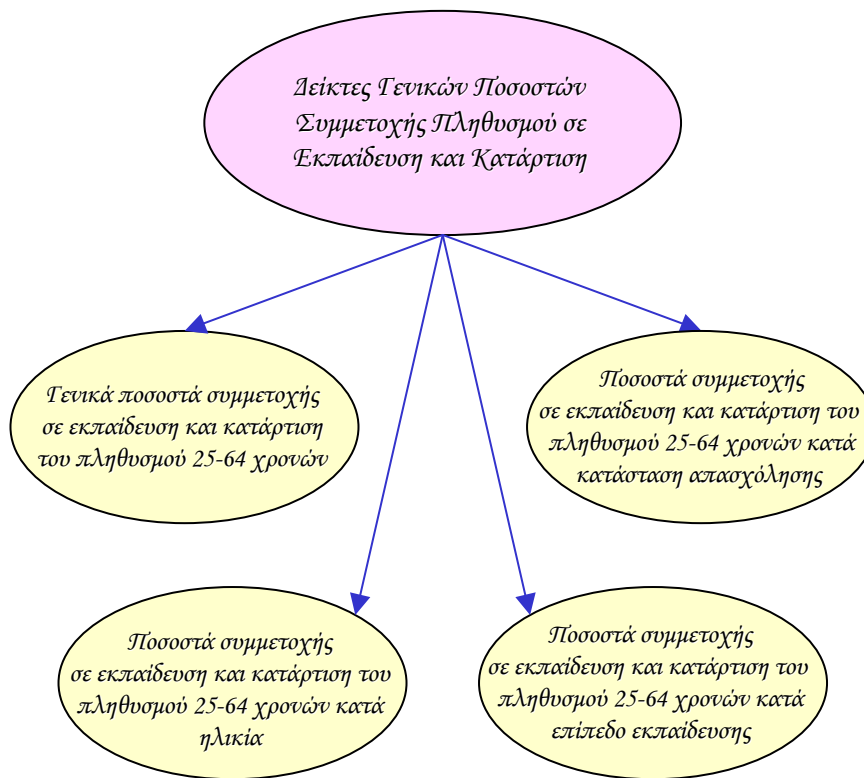 Δείκτες Γενικών Ποσοστών
Συμμετοχής Πληθυσμού σε
Εκπαίδευση και Κατάρτιση
Γενικά ποσοστά συμμετοχής
σε εκπαίδευση και κατάρτιση
του πληθυσμού 25-64 χρονών
Ποσοστά συμμετοχής
σε εκπαίδευση και κατάρτιση του
πληθυσμού 25-64 χρονών κατά
κατάσταση απασχόλησης
Ποσοστά συμμετοχής
σε εκπαίδευση και κατάρτιση του
πληθυσμού 25-64 χρονών κατά
ηλικία
Ποσοστά συμμετοχής
σε εκπαίδευση και κατάρτιση του
πληθυσμού 25-64 χρονών κατά
επίπεδο εκπαίδευσης